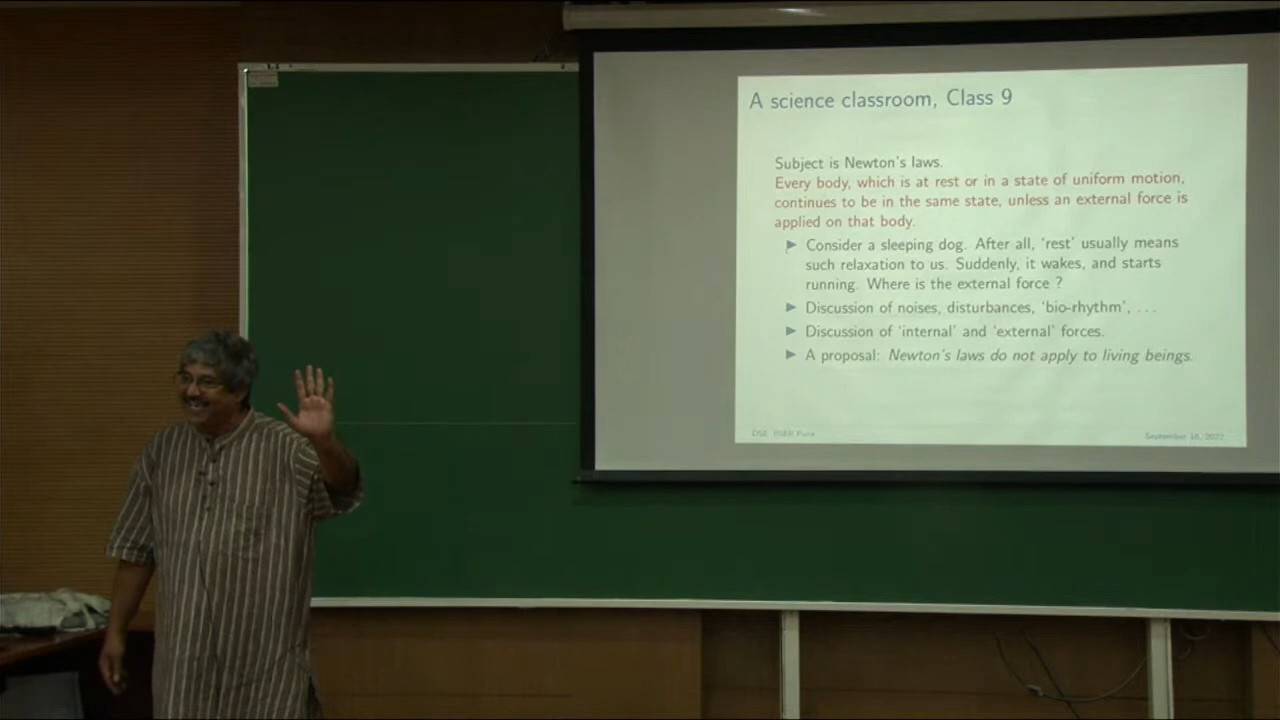 A science classroom, Class 9
Subject is Newton's laws.
Every body, which is at rest or in a state of uniform motion,
continues to be in the same state, unless an external force is
applied on that body.
▶ Consider a sleeping dog. After all, 'rest' usually means
such relaxation to us. Suddenly, it wakes, and starts
running. Where is the external force ?
▶ Discussion of noises, disturbances, 'bio-rhythm', . . .
▶ Discussion of 'internal' and 'external' forces.
▶ A proposal: Newton's laws do not apply to living beings.
DSE, IISER Pune
September 16, 2022